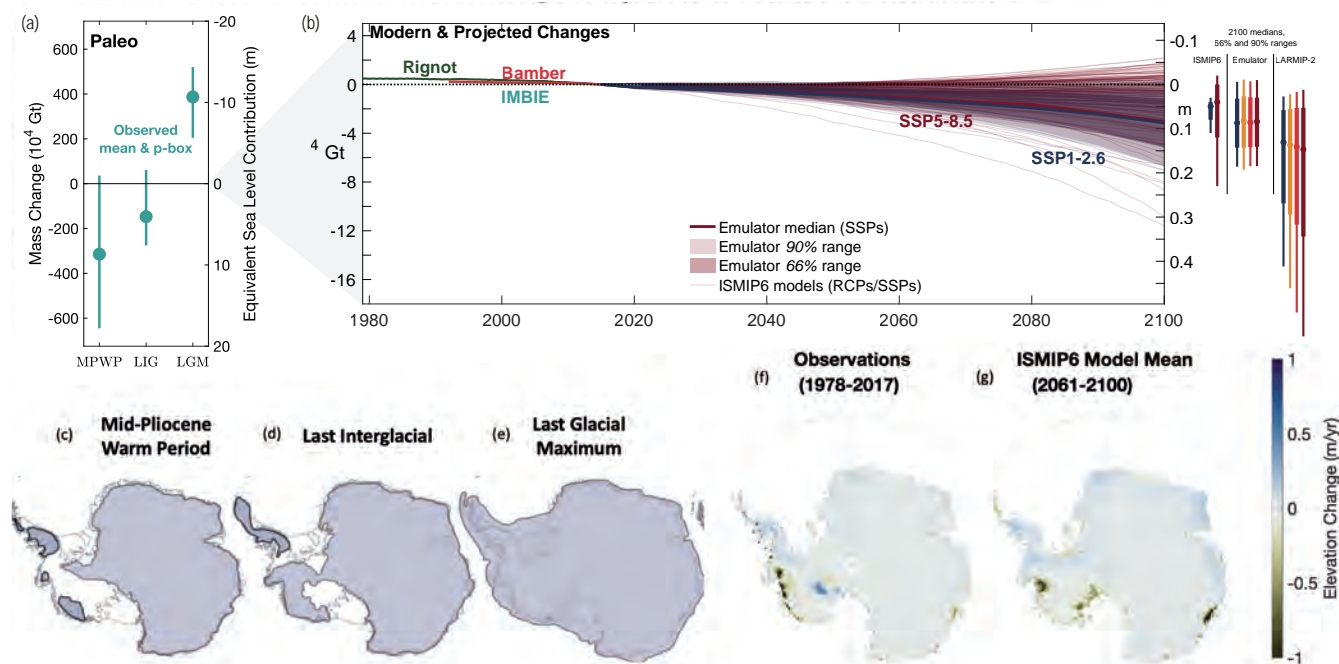 (a)
Paleo
Mass Change (10⁴ Gt)
600
400
200
0
-200
-400
-600
Observed
mean & p-box
MPWP
LIG
LGM
-20
-10
0
10
20
Equivalent Sea Level Contribution (m)
(b)
Modern & Projected Changes
Rignot
Bamber
IMBIE
4
0
-4
-8
-12
-16
4
Gt
SSP5-8.5
SSP1-2.6
Emulator median (SSPs)
Emulator 90% range
Emulator 66% range
ISMIP6 models (RCPs/SSPs)
1980
2000
2020
2040
2060
2080
2100
-0.1
0
m
0.1
0.2
0.3
0.4
2100 medians,
66% and 90% ranges
ISMIP6
Emulator
LARMIP-2
(c)
Mid-Pliocene
Warm Period
(d)
Last Interglacial
(e)
Last Glacial
Maximum
(f)
Observations
(1978-2017)
(g)
ISMIP6 Model Mean
(2061-2100)
1
0.5
0
-0.5
-1
Elevation Change (m/yr)